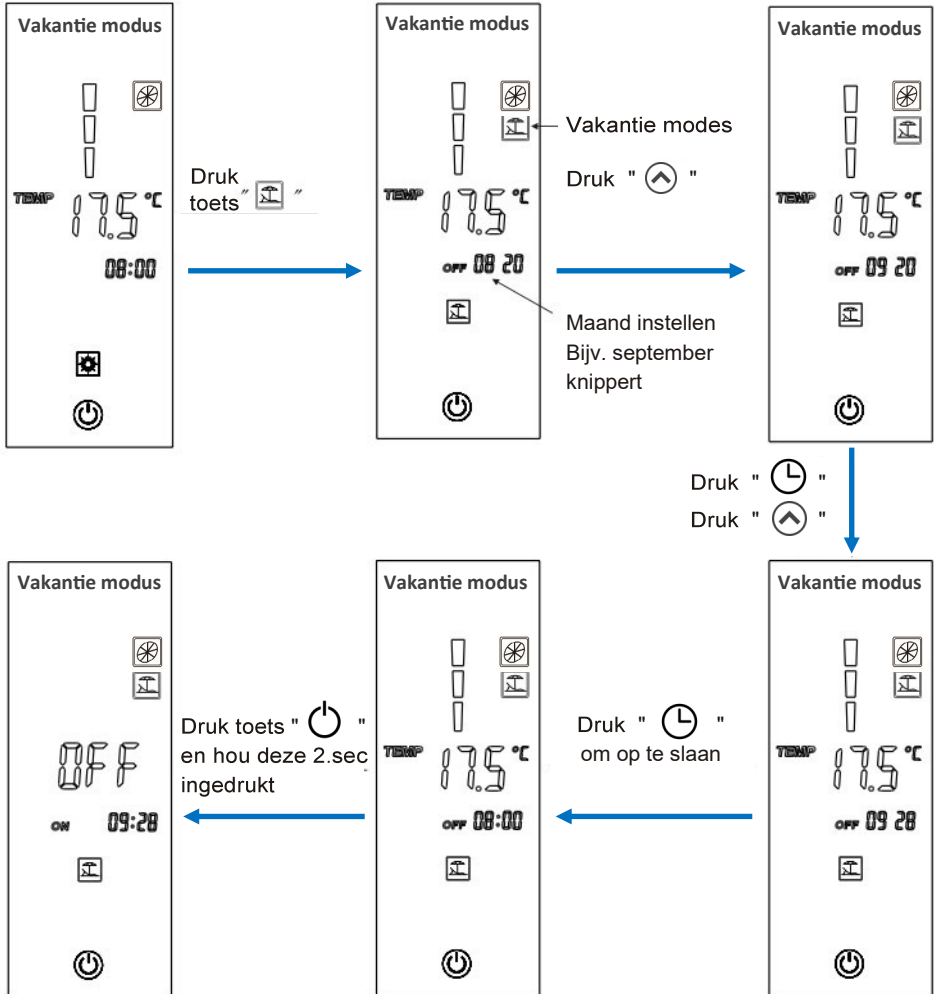 Vakantie modus
TEMP 17.5 °C
08:00
Druk
toets" "
Vakantie modus
TEMP 17.5 °C
OFF 08 20
Vakantie modes
Druk " "
Maand instellen
Bijv. september
knippert
Vakantie modus
TEMP 17.5 °C
OFF 09 20
Druk " "
Druk " "
Vakantie modus
TEMP 17.5 °C
OFF 09 28
Druk " "
om op te slaan
Vakantie modus
TEMP 17.5 °C
OFF 08:00
Druk toets " "
en hou deze 2.sec
ingedrukt
Vakantie modus
OFF
ON 09:28